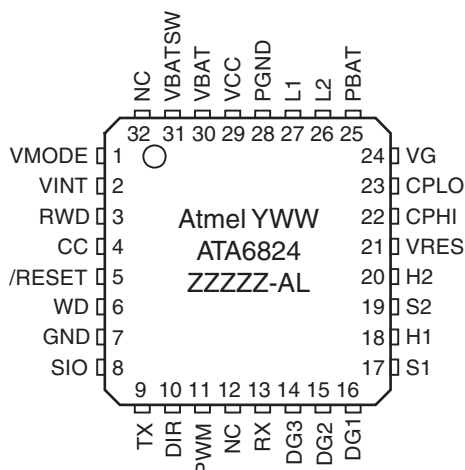 NC VBATSW VBAT VCC PGND L1 L2 PBAT
32 31 30 29 28 27 26 25
VMODE 1 24 VG
VINT 2 23 CPLO
RWD 3 Atmel YWW 22 CPHI
CC 4 ATA6824 21 VRES
/RESET 5 ZZZZZ-AL 20 H2
WD 6 19 S2
GND 7 18 H1
SIO 8 17 S1
9 10 11 12 13 14 15 16
TX DIR PWM NC RX DG3 DG2 DG1